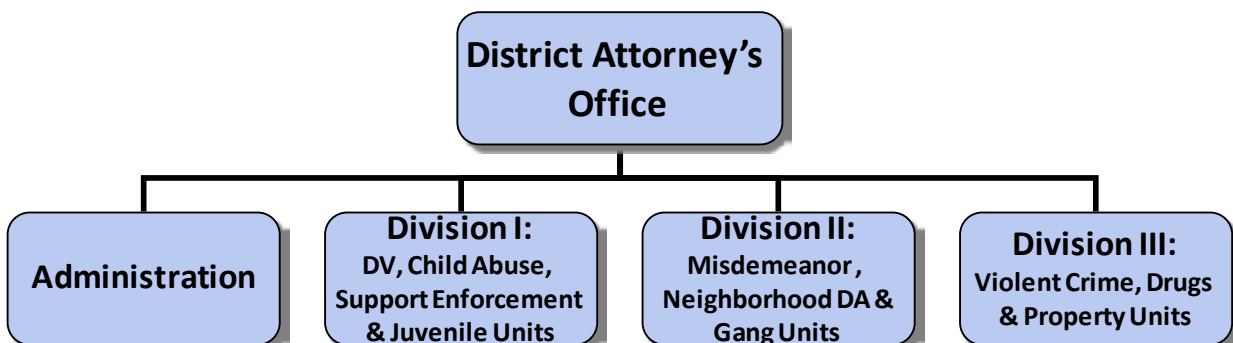 District Attorney’s
Office
Administration
Division I:
DV, Child Abuse,
Support Enforcement
& Juvenile Units
Division II:
Misdemeanor ,
Neighborhood DA &
Gang Units
Division III:
Violent Crime, Drugs
& Property Units